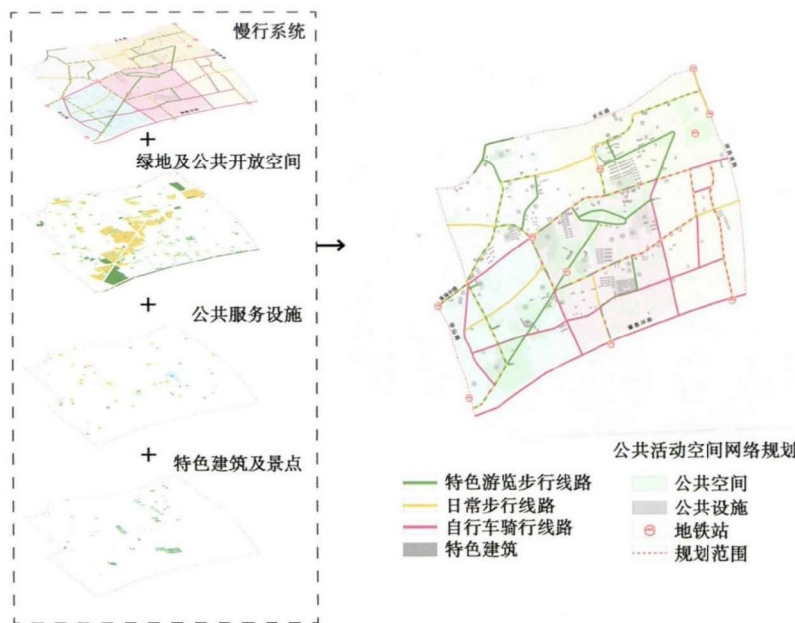 慢行系统
+
绿地及公共开放空间
+
公共服务设施
+
特色建筑及景点
公共活动空间网络规划
特色游览步行线路
日常步行线路
自行车骑行线路
特色建筑
公共空间
公共设施
地铁站
规划范围